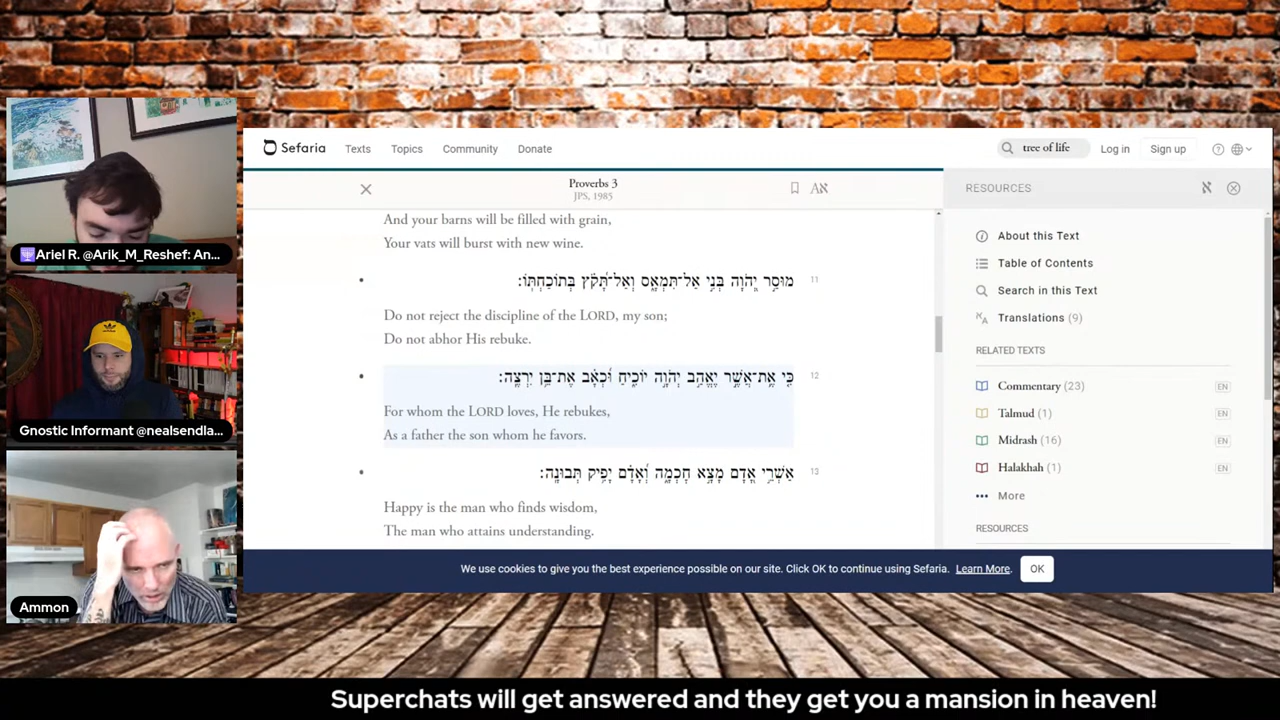 Sefaria
Texts
Topics
Community
Donate
tree of life
Log in
Sign up
Proverbs 3
JPS, 1985
RESOURCES
And your barns will be filled with grain,
Your vats will burst with new wine.
מוּסַ֣ר יְ֭הֹוָה בְּנִ֣י אַל־תִּמְאָ֑ס וְאַל־תָּ֝קֹ֗ץ בְּתוֹכַחְתּֽוֹ׃
11
Do not reject the discipline of the LORD, my son;
Do not abhor His rebuke.
כִּ֤י אֶת־אֲשֶׁ֣ר יֶאֱהַ֣ב יְהֹוָ֣ה יוֹכִ֑יחַ וּ֝כְאָ֗ב אֶת־בֵּ֥ן יִרְצֶֽה׃
12
For whom the LORD loves, He rebukes,
As a father the son whom he favors.
אַשְׁרֵ֣י אָ֭דָם מָצָ֣א חׇכְמָ֑ה וְ֝אָדָ֗ם יָפִ֥יק תְּבוּנָֽה׃
13
Happy is the man who finds wisdom,
The man who attains understanding.
About this Text
Table of Contents
Search in this Text
Translations (9)
RELATED TEXTS
Commentary (23)
EN
Talmud (1)
EN
Midrash (16)
EN
Halakhah (1)
EN
More
RESOURCES
We use cookies to give you the best experience possible on our site. Click OK to continue using Sefaria. Learn More.
OK
Ariel R. @Arik_M_Reshef: An...
Gnostic Informant @nealsendla...
Ammon
Superchats will get answered and they get you a mansion in heaven!